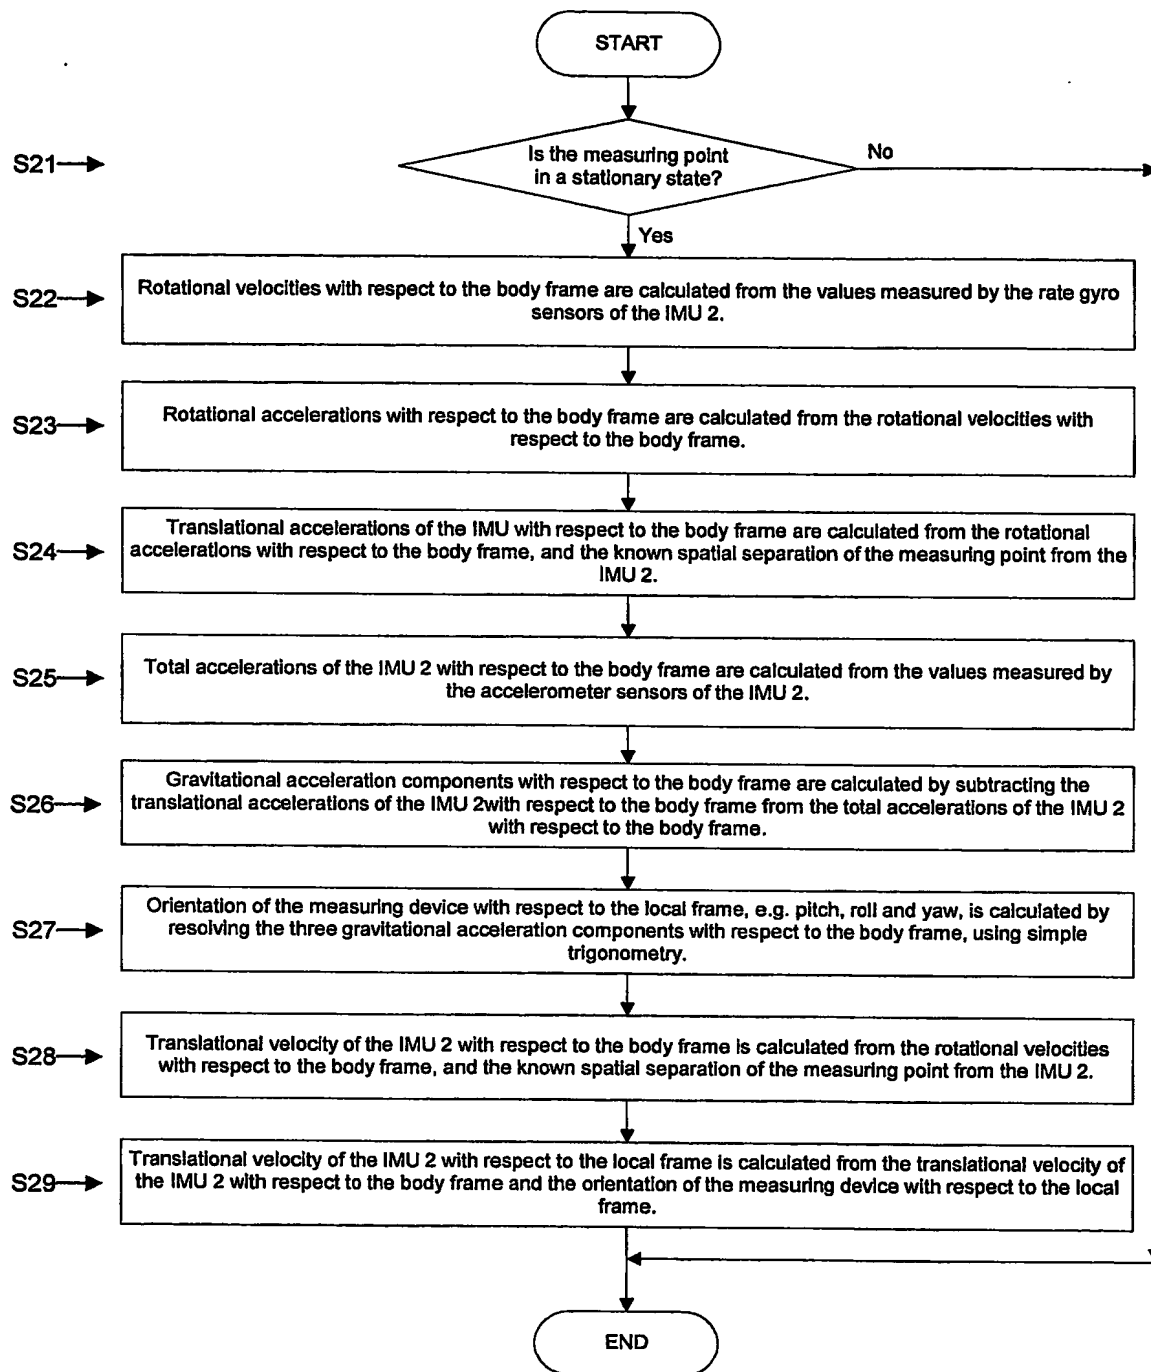 START
S21
Is the measuring point
in a stationary state?
No
Yes
S22
Rotational velocities with respect to the body frame are calculated from the values measured by the rate gyro
sensors of the IMU 2.
S23
Rotational accelerations with respect to the body frame are calculated from the rotational velocities with
respect to the body frame.
S24
Translational accelerations of the IMU with respect to the body frame are calculated from the rotational
accelerations with respect to the body frame, and the known spatial separation of the measuring point from the
IMU 2.
S25
Total accelerations of the IMU 2 with respect to the body frame are calculated from the values measured by
the accelerometer sensors of the IMU 2.
S26
Gravitational acceleration components with respect to the body frame are calculated by subtracting the
translational accelerations of the IMU 2with respect to the body frame from the total accelerations of the IMU 2
with respect to the body frame.
S27
Orientation of the measuring device with respect to the local frame, e.g. pitch, roll and yaw, is calculated by
resolving the three gravitational acceleration components with respect to the body frame, using simple
trigonometry.
S28
Translational velocity of the IMU 2 with respect to the body frame is calculated from the rotational velocities
with respect to the body frame, and the known spatial separation of the measuring point from the IMU 2.
S29
Translational velocity of the IMU 2 with respect to the local frame is calculated from the translational velocity of
the IMU 2 with respect to the body frame and the orientation of the measuring device with respect to the local
frame.
END